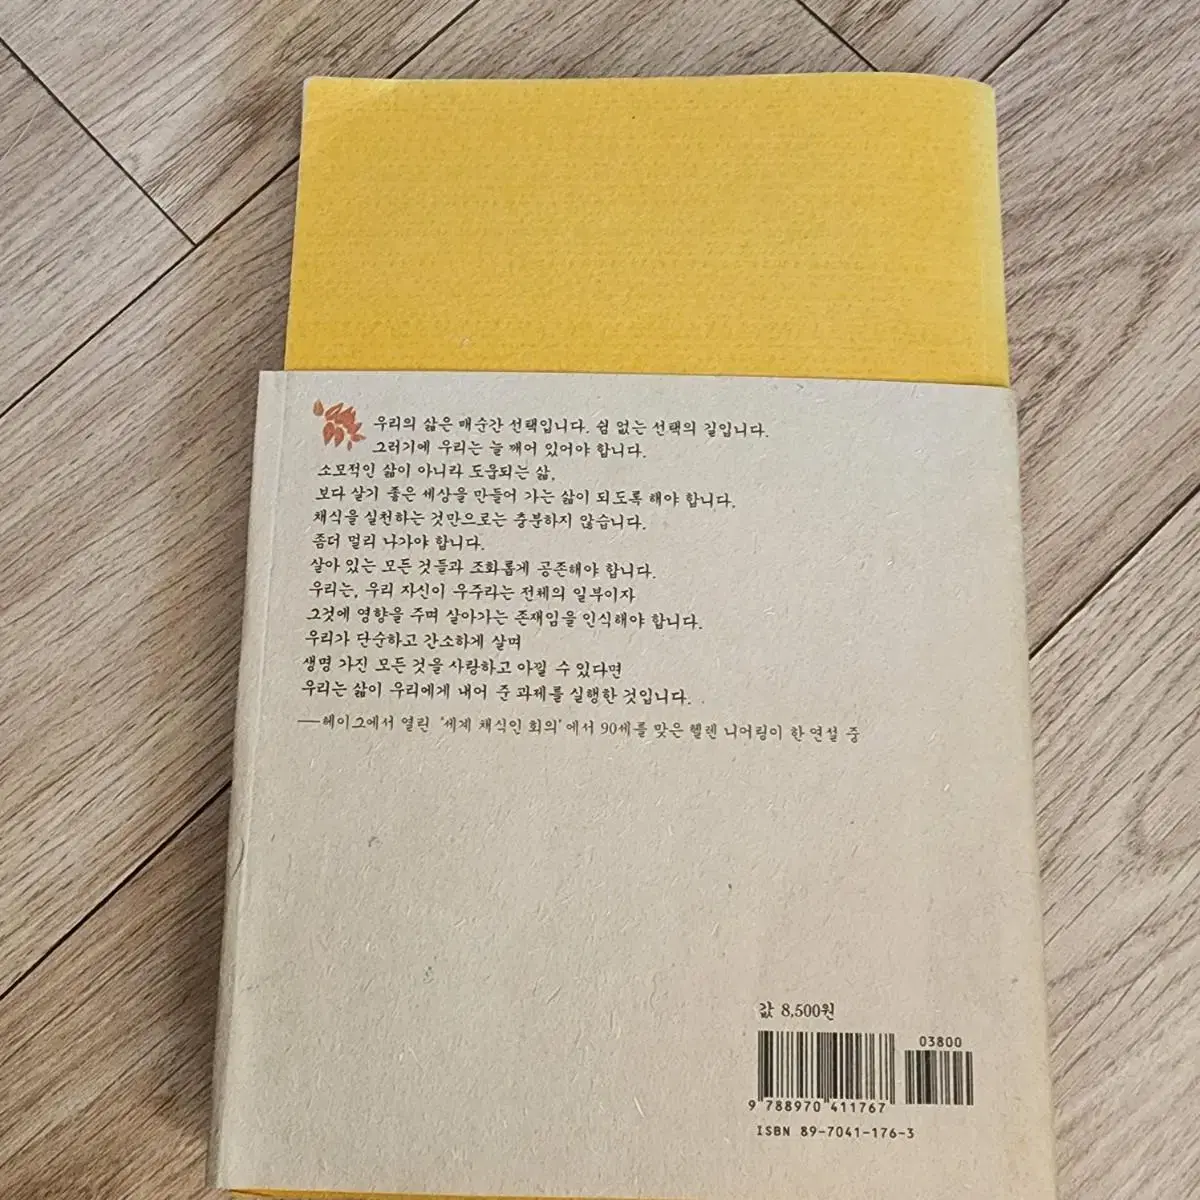 우리의 삶은 매순간 선택입니다. 쉼 없는 선택의 길입니다.
그러기에 우리는 늘 깨어 있어야 합니다.
소모적인 삶이 아니라 도움되는 삶,
보다 살기 좋은 세상을 만들어 가는 삶이 되도록 해야 합니다.
채식을 실천하는 것만으로는 충분하지 않습니다.
좀더 멀리 나가야 합니다.
살아 있는 모든 것들과 조화롭게 공존해야 합니다.
우리는, 우리 자신이 우주라는 전체의 일부이자
그것에 영향을 주며 살아가는 존재임을 인식해야 합니다.
우리가 단순하고 간소하게 살며
생명 가진 모든 것을 사랑하고 아낄 수 있다면
우리는 삶이 우리에게 내어 준 과제를 실행한 것입니다.
—헤이그에서 열린 '세계 채식인 회의'에서 90세를 맞은 헬렌 니어링이 한 연설 중
값 8,500원
03800
9 788970 411767
ISBN 89-7041-176-3